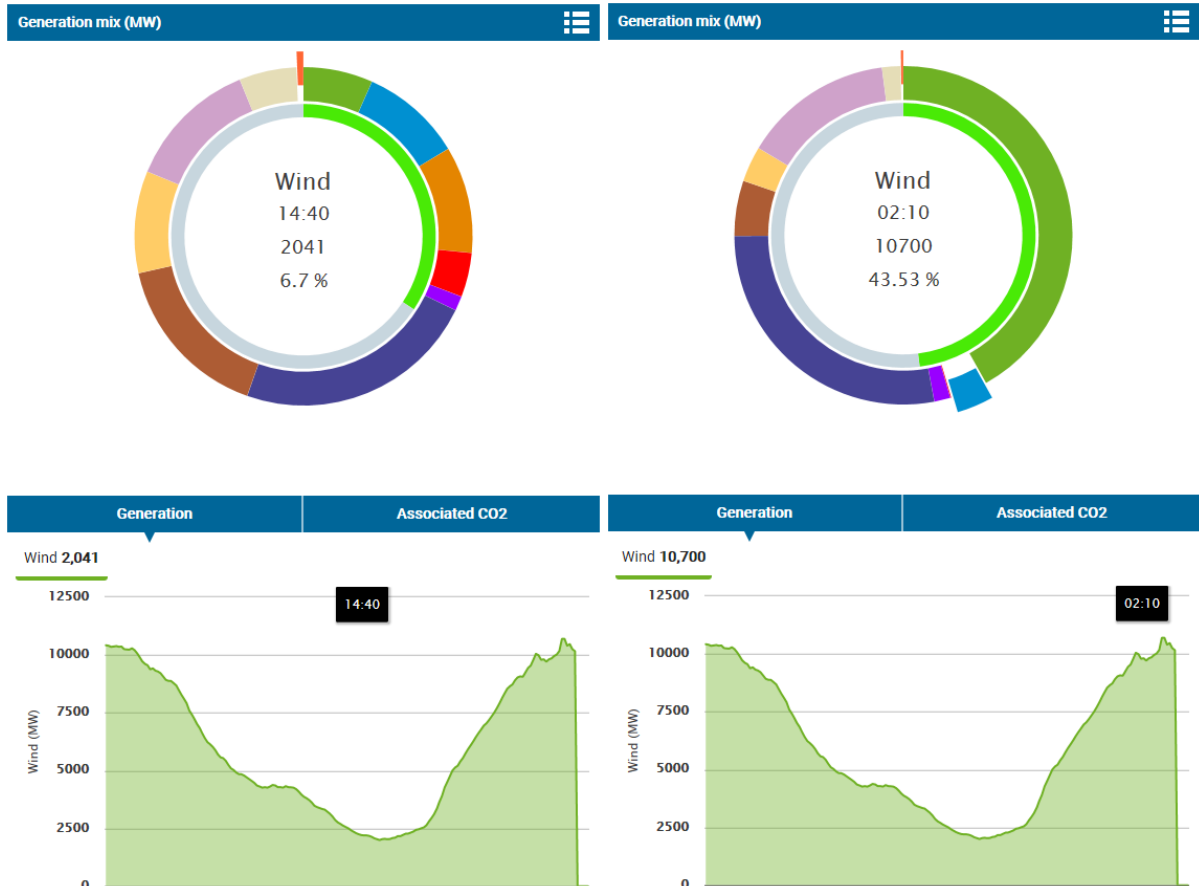 Generation mix (MW)
Wind
14:40
2041
6.7 %
Generation
Associated CO2
Wind 2,041
14:40
12500
10000
7500
5000
2500
0
Wind (MW)
Generation mix (MW)
Wind
02:10
10700
43.53 %
Generation
Associated CO2
Wind 10,700
02:10
12500
10000
7500
5000
2500
0
Wind (MW)